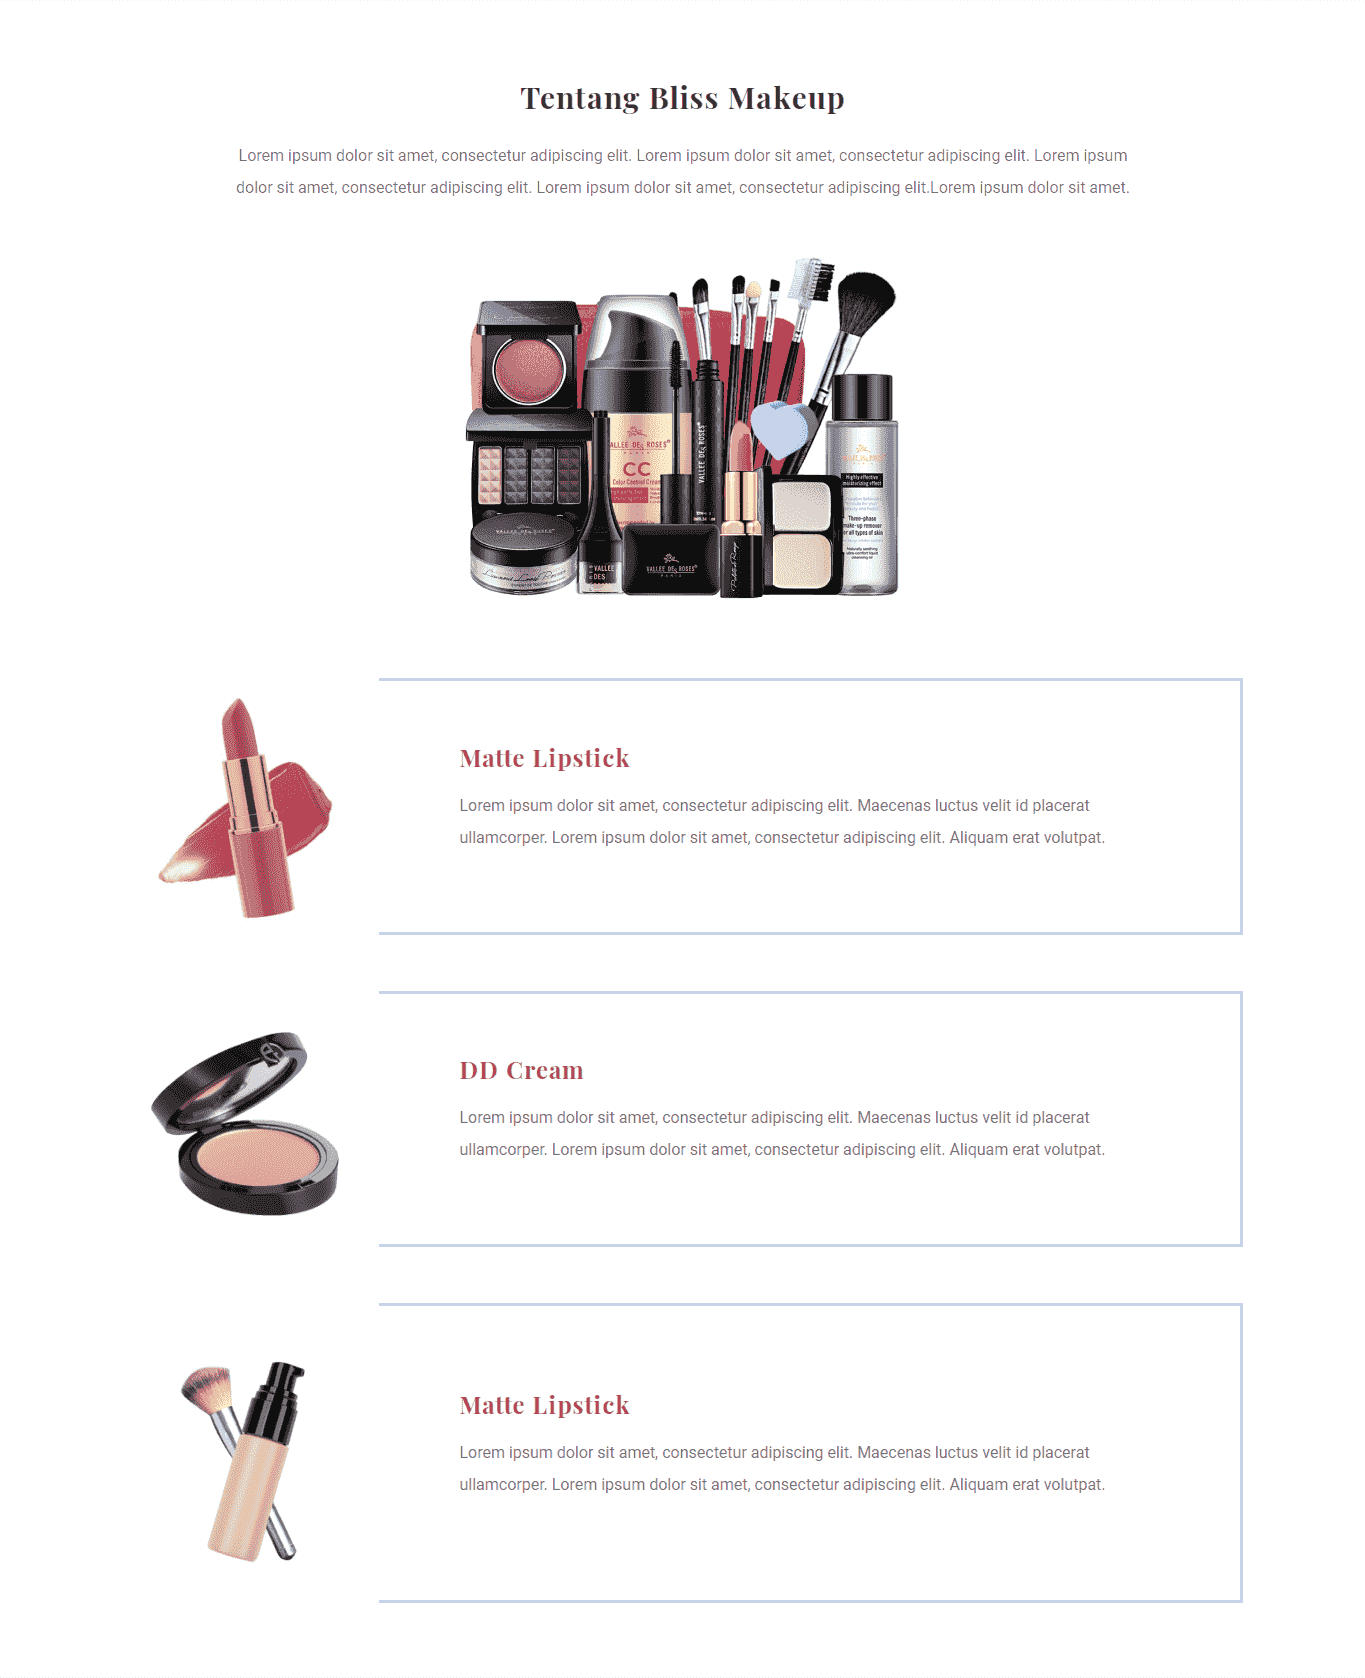 Tentang Bliss Makeup
Lorem ipsum dolor sit amet, consectetur adipiscing elit. Lorem ipsum dolor sit amet, consectetur adipiscing elit. Lorem ipsum
dolor sit amet, consectetur adipiscing elit. Lorem ipsum dolor sit amet, consectetur adipiscing elit.Lorem ipsum dolor sit amet.
VALLEE DES ROSES
PARIS
CC
Color Control Cream
VALLEE DES ROSES
Highly effective
moisturizing effect
Three-phase
make-up remover
for all types of skin
VALLEE DES ROSES
VALLEE
DES
VALLEE DES ROSES
PARIS
Matte Lipstick
Lorem ipsum dolor sit amet, consectetur adipiscing elit. Maecenas luctus velit id placerat
ullamcorper. Lorem ipsum dolor sit amet, consectetur adipiscing elit. Aliquam erat volutpat.
DD Cream
Lorem ipsum dolor sit amet, consectetur adipiscing elit. Maecenas luctus velit id placerat
ullamcorper. Lorem ipsum dolor sit amet, consectetur adipiscing elit. Aliquam erat volutpat.
Matte Lipstick
Lorem ipsum dolor sit amet, consectetur adipiscing elit. Maecenas luctus velit id placerat
ullamcorper. Lorem ipsum dolor sit amet, consectetur adipiscing elit. Aliquam erat volutpat.